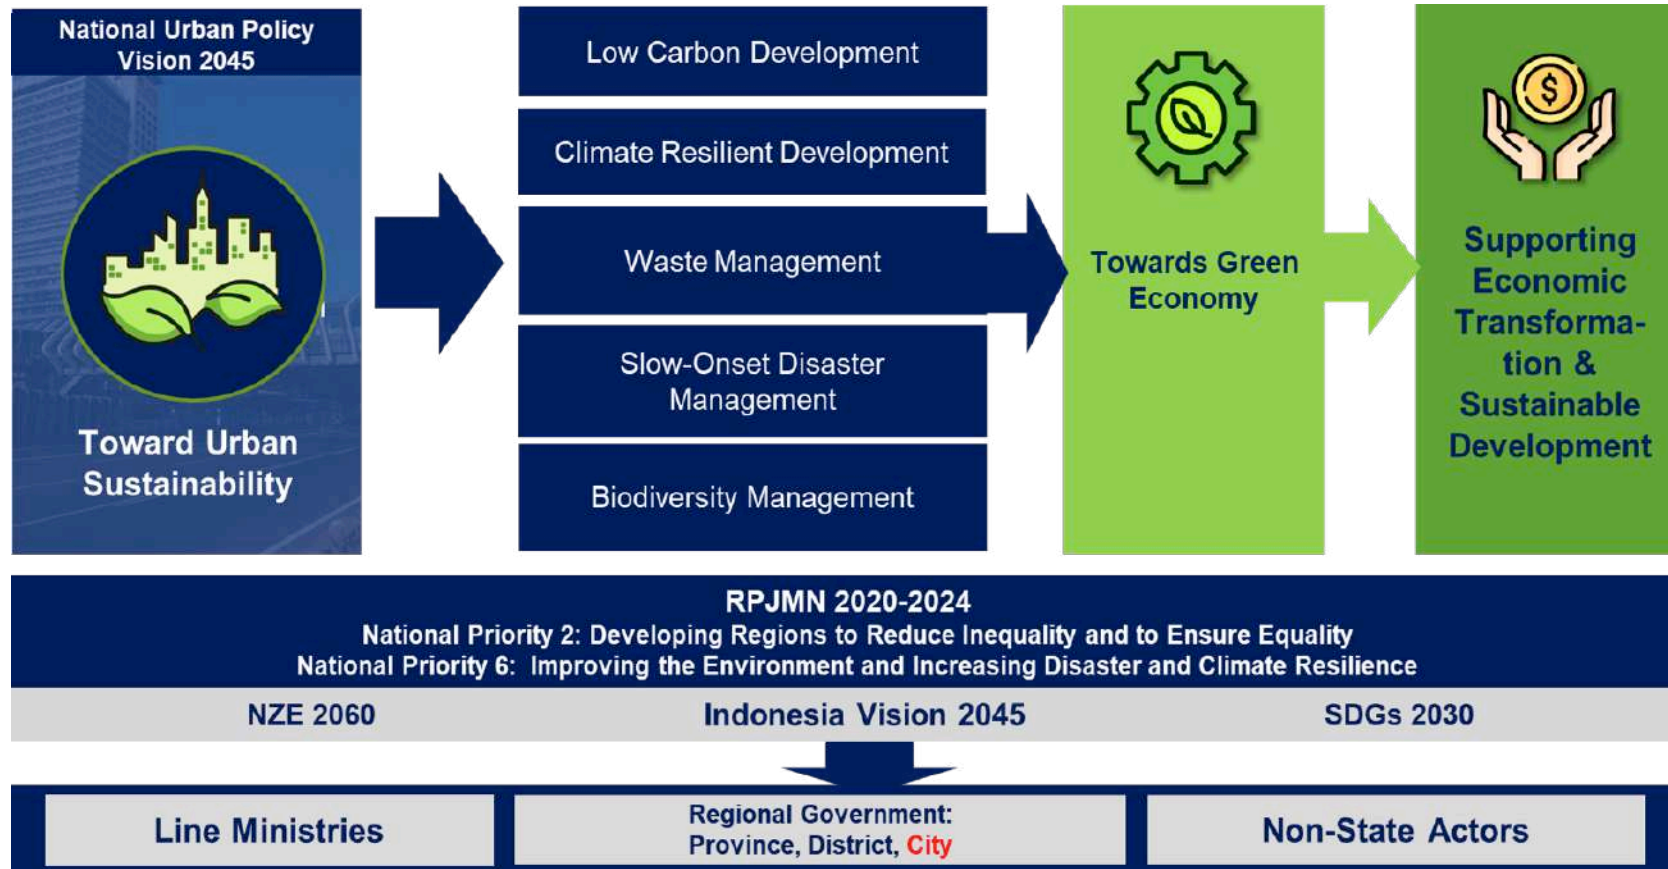 National Urban Policy
Vision 2045
Toward Urban
Sustainability
Low Carbon Development
Climate Resilient Development
Waste Management
Slow-Onset Disaster
Management
Biodiversity Management
Towards Green
Economy
$
Supporting
Economic
Transforma-
tion &
Sustainable
Development
RPJMN 2020-2024
National Priority 2: Developing Regions to Reduce Inequality and to Ensure Equality
National Priority 6: Improving the Environment and Increasing Disaster and Climate Resilience
NZE 2060
Indonesia Vision 2045
SDGs 2030
Line Ministries
Regional Government:
Province, District, City
Non-State Actors